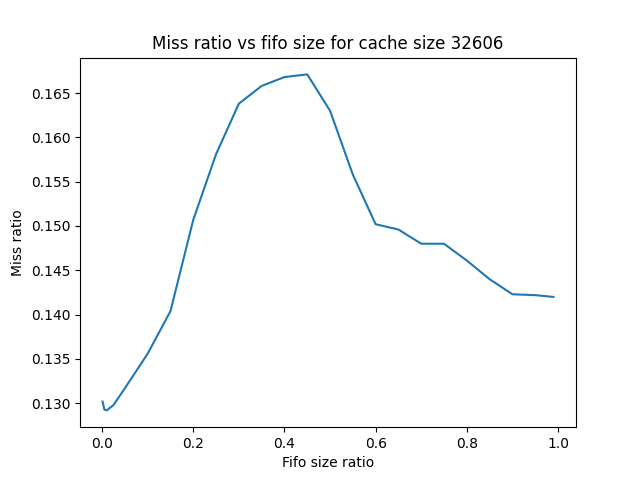 Miss ratio vs fifo size for cache size 32606
0.165
0.160
0.155
0.150
0.145
0.140
0.135
0.130
Miss ratio
0.0 0.2 0.4 0.6 0.8 1.0
Fifo size ratio